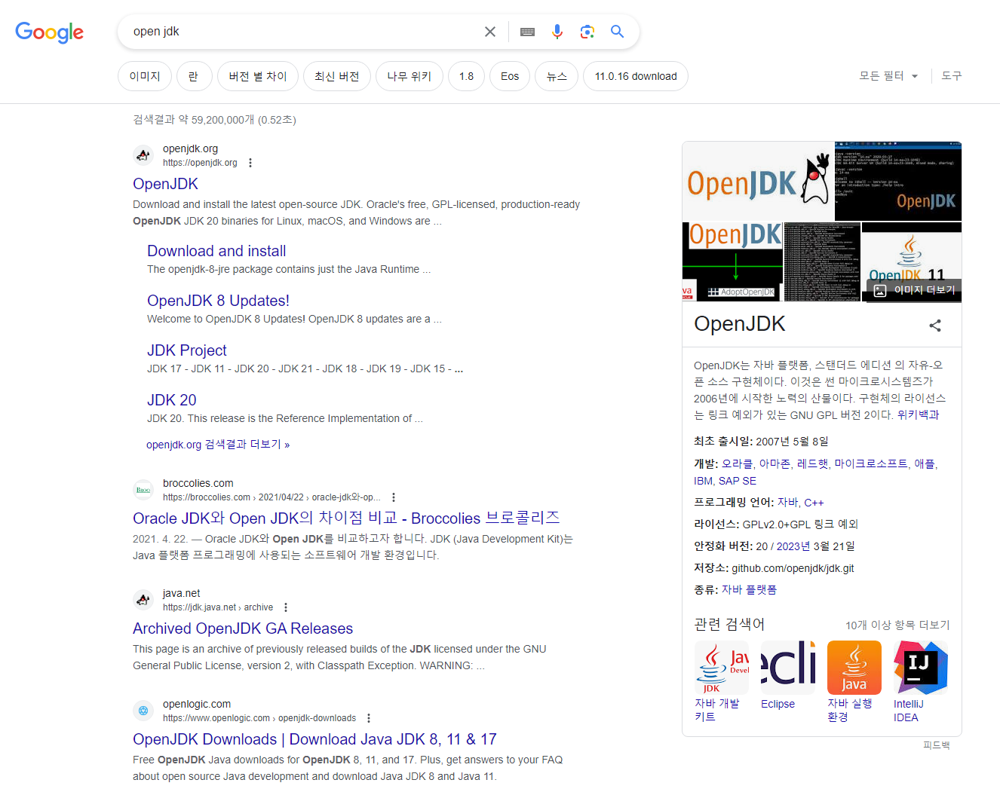 Google
open jdk
이미지
란
버전 별 차이
최신 버전
나무 위키
1.8
Eos
뉴스
11.0.16 download
모든 필터
도구
검색결과 약 59,200,000개 (0.52초)
openjdk.org
https://openjdk.org
OpenJDK
Download and install the latest open-source JDK. Oracle's free, GPL-licensed, production-ready
OpenJDK JDK 20 binaries for Linux, macOS, and Windows are ...
Download and install
The openjdk-8-jre package contains just the Java Runtime ...
OpenJDK 8 Updates!
Welcome to OpenJDK 8 Updates! OpenJDK 8 updates are a ...
JDK Project
JDK 17 - JDK 11 - JDK 20 - JDK 21 - JDK 18 - JDK 19 - JDK 15 - ...
JDK 20
JDK 20. This release is the Reference Implementation of ...
openjdk.org 검색결과 더보기 »
Broo
broccolies.com
https://broccolies.com › 2021/04/22 › oracle-jdk와-op...
Oracle JDK와 Open JDK의 차이점 비교 - Broccolies 브로콜리즈
2021. 4. 22. — Oracle JDK와 Open JDK를 비교하고자 합니다. JDK (Java Development Kit)는
Java 플랫폼 프로그래밍에 사용되는 소프트웨어 개발 환경입니다.
java.net
https://jdk.java.net › archive
Archived OpenJDK GA Releases
This page is an archive of previously released builds of the JDK licensed under the GNU
General Public License, version 2, with Classpath Exception. WARNING: ...
openlogic.com
https://www.openlogic.com › openjdk-downloads
OpenJDK Downloads | Download Java JDK 8, 11 & 17
Free OpenJDK Java downloads for OpenJDK 8, 11, and 17. Plus, get answers to your FAQ
about open source Java development and download Java JDK 8 and Java 11.
OpenJDK
OpenJDK
OpenJDK
AdoptOpenJDK
OpenJDK 11
이미지 더보기
OpenJDK
OpenJDK는 자바 플랫폼, 스탠더드 에디션 의 자유-오
픈 소스 구현체이다. 이것은 썬 마이크로시스템즈가
2006년에 시작한 노력의 산물이다. 구현체의 라이선스
는 링크 예외가 있는 GNU GPL 버전 2이다. 위키백과
최초 출시일: 2007년 5월 8일
개발: 오라클, 아마존, 레드햇, 마이크로소프트, 애플,
IBM, SAP SE
프로그래밍 언어: 자바, C++
라이선스: GPLv2.0+GPL 링크 예외
안정화 버전: 20 / 2023년 3월 21일
저장소: github.com/openjdk/jdk.git
종류: 자바 플랫폼
관련 검색어
10개 이상 항목 더보기
JDK
Java
IJ
자바 개발
키트
Eclipse
자바 실행
환경
IntelliJ
IDEA
피드백